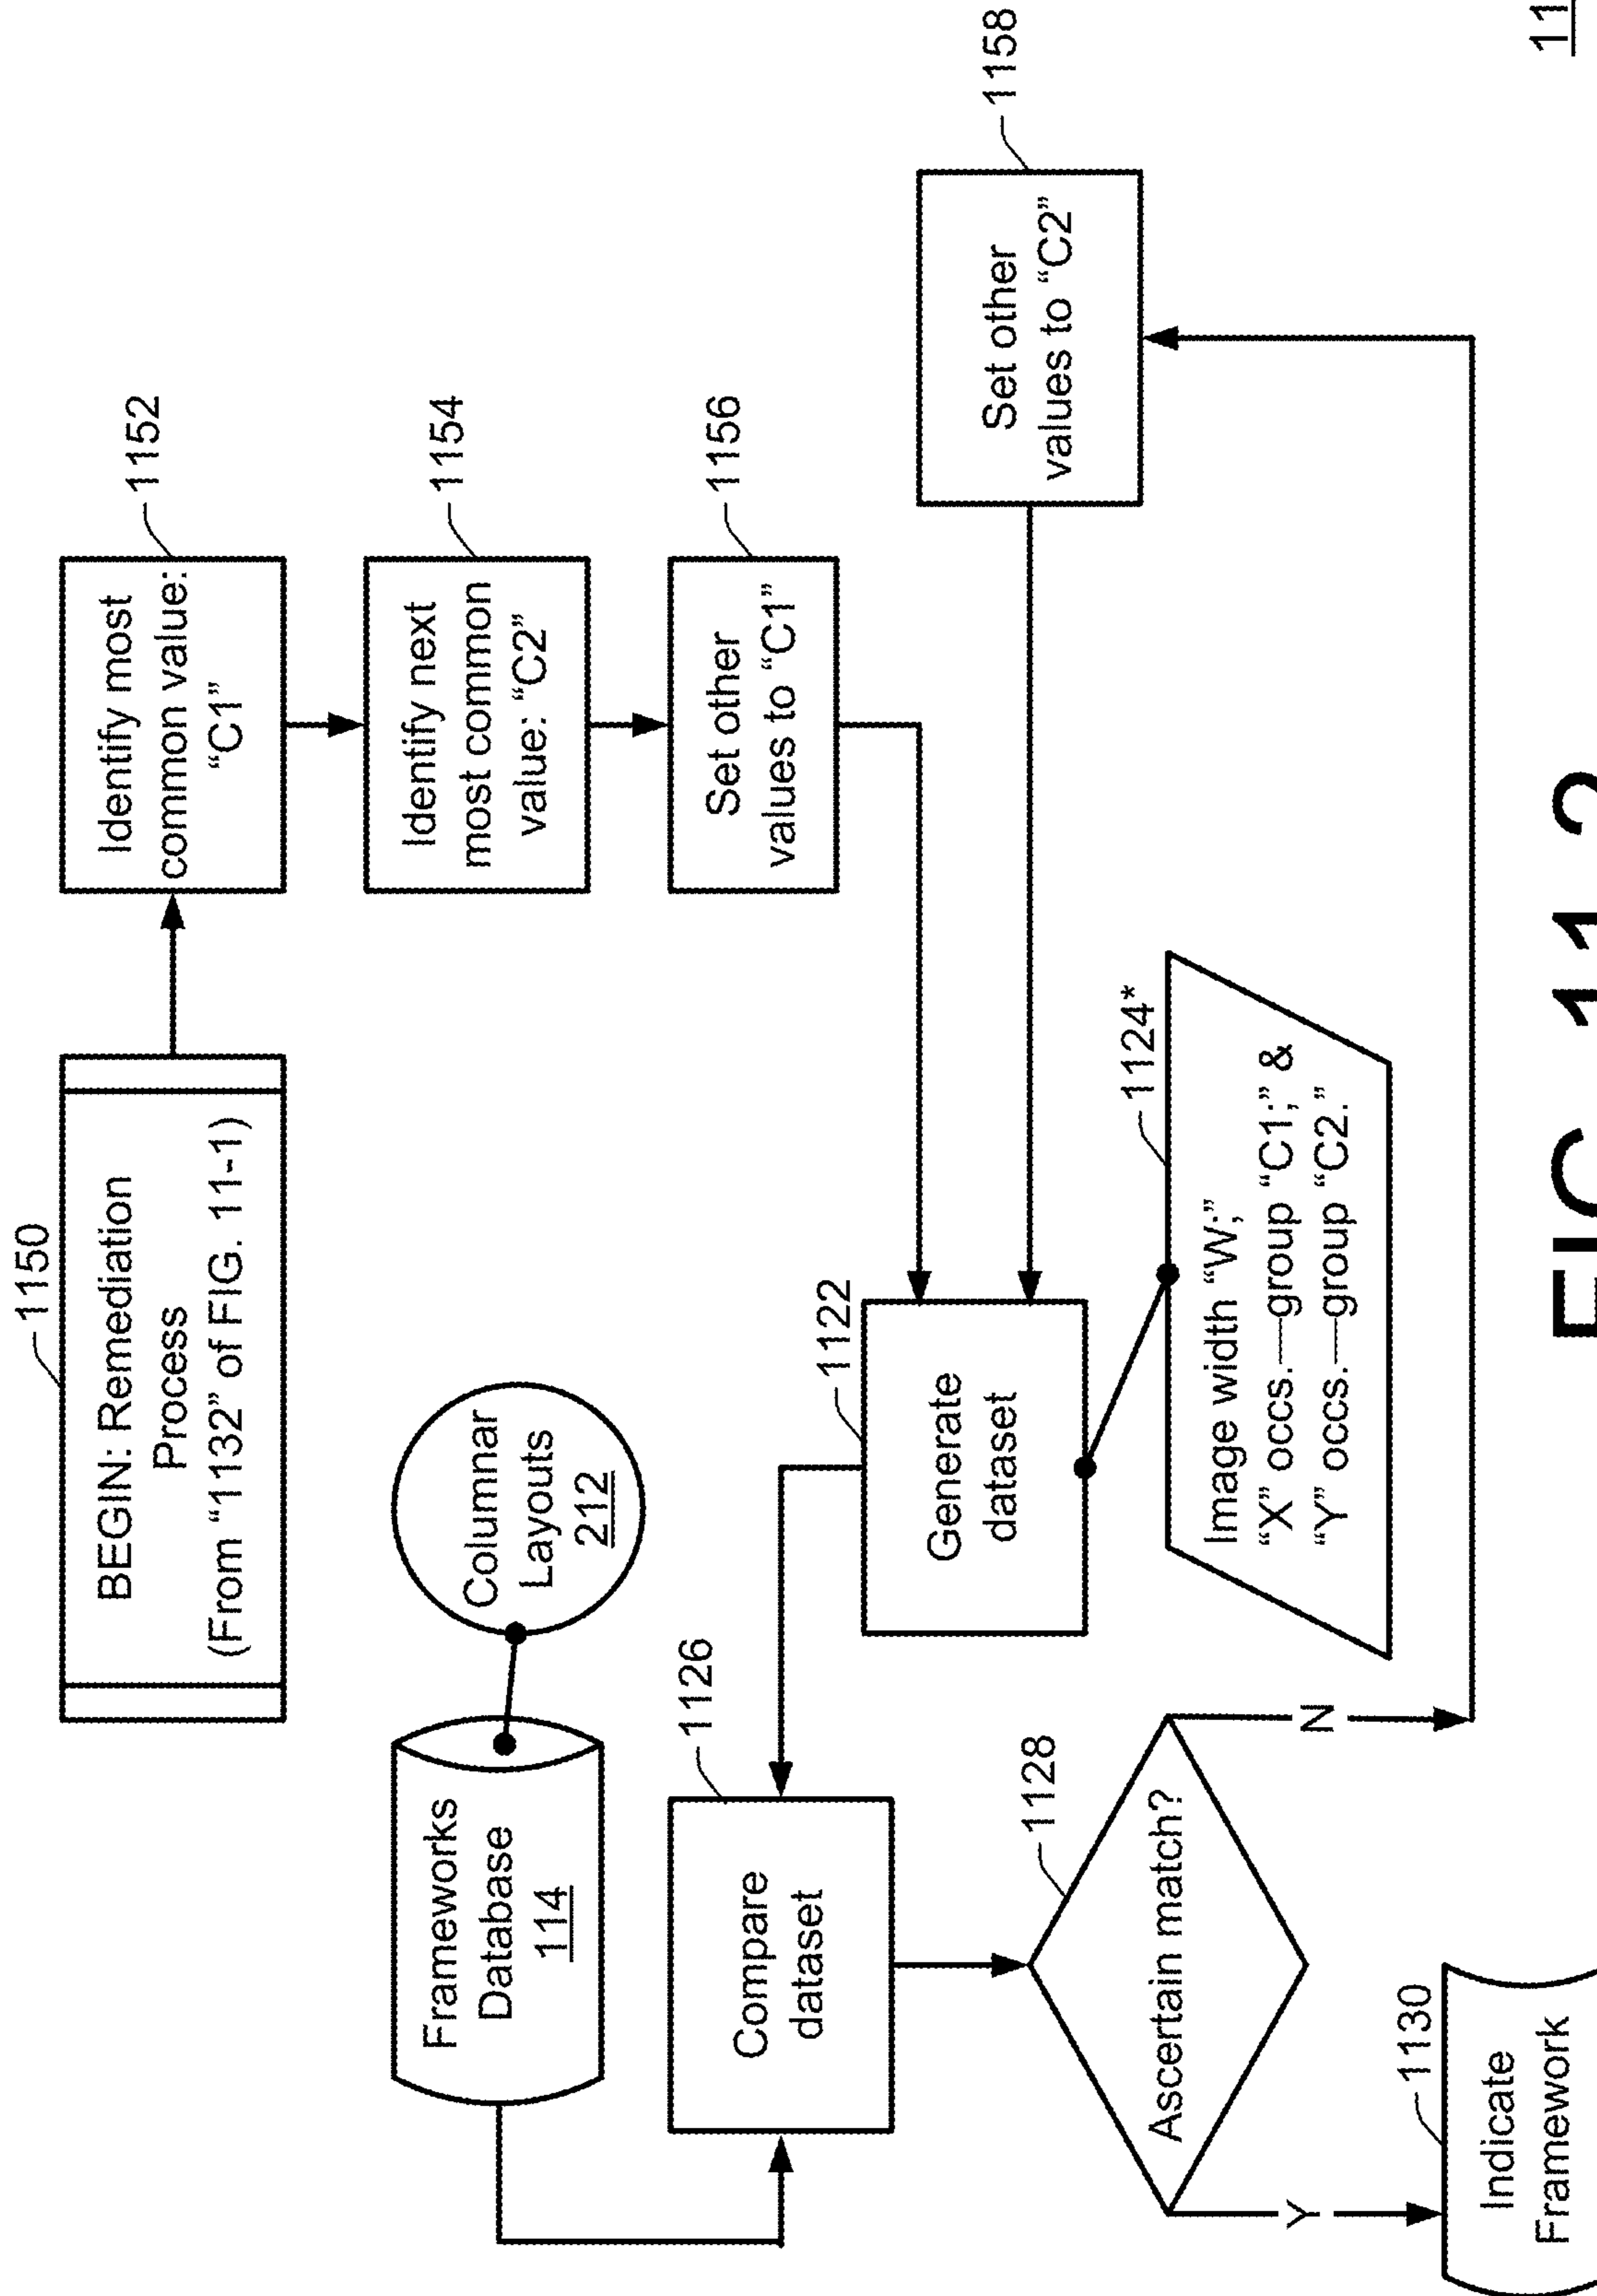 1150
BEGIN: Remediation
Process
(From “1132” of FIG. 11-1)
1152
Identify most
common value:
“C1”
1154
Identify next
most common
value: “C2”
1156
Set other
values to “C1”
Frameworks
Database
114
Columnar
Layouts
212
1126
Compare
dataset
1122
Generate
dataset
1158
Set other
values to “C2”
1128
Ascertain match?
1124*
Image width “W;”
“X” occs.—group “C1;” &
“Y” occs.—group “C2.”
Y
N
1130
Indicate
Framework
11